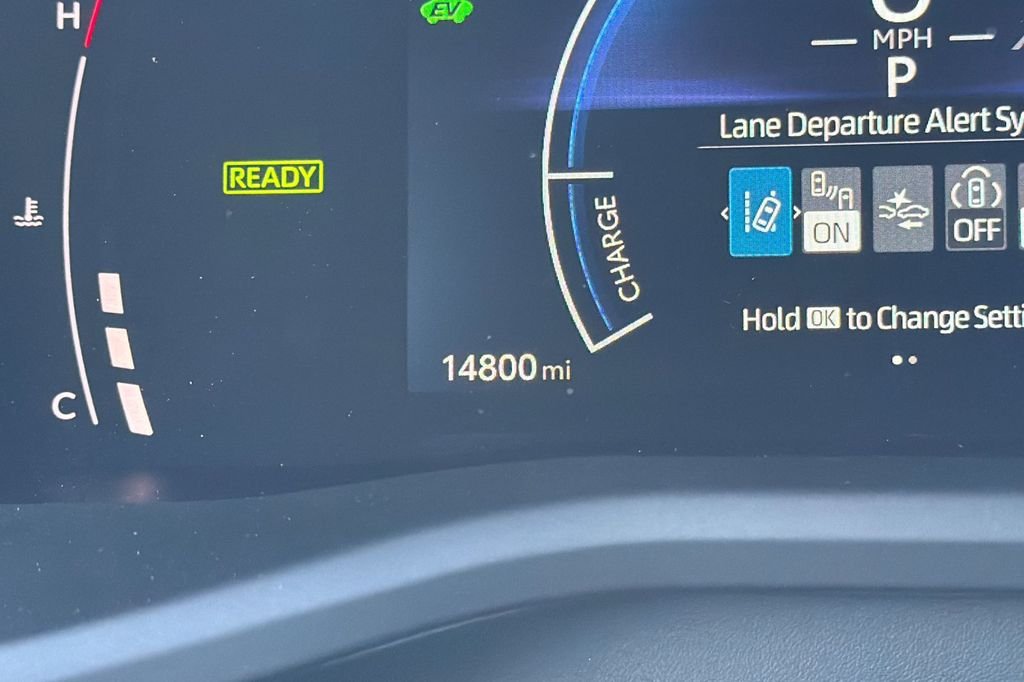 H
EV
MPH
P
Lane Departure Alert Sy
READY
ON
OFF
CHARGE
Hold OK to Change Setti
14800 mi
C